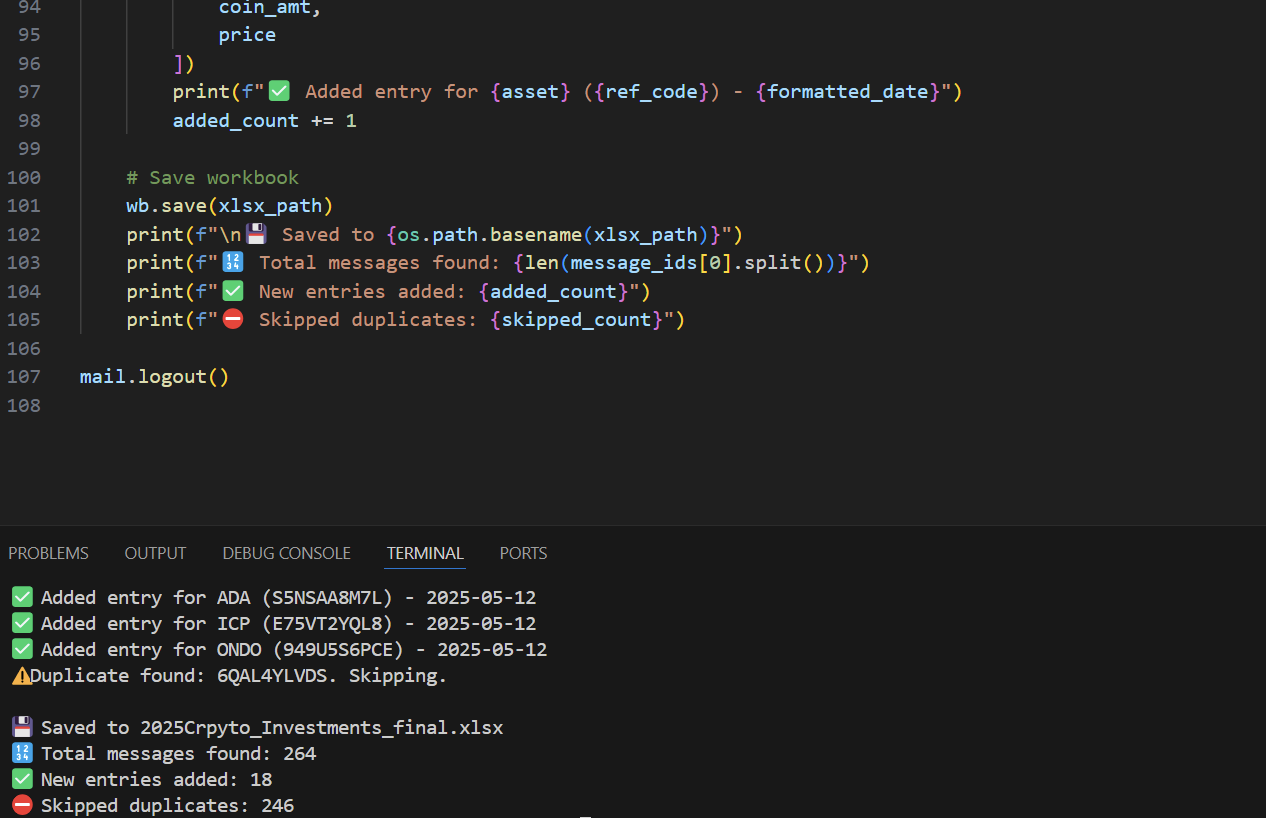 94 coin_amt,
95 price
96 ])
97 print(f"✅ Added entry for {asset} ({ref_code}) - {formatted_date}")
98 added_count += 1
99
100 # Save workbook
101 wb.save(xlsx_path)
102 print(f"\n💾 Saved to {os.path.basename(xlsx_path)}")
103 print(f"🔢 Total messages found: {len(message_ids[0].split())}")
104 print(f"✅ New entries added: {added_count}")
105 print(f"⛔ Skipped duplicates: {skipped_count}")
106
107 mail.logout()
108
PROBLEMS OUTPUT DEBUG CONSOLE TERMINAL PORTS
✅ Added entry for ADA (S5NSAA8M7L) - 2025-05-12
✅ Added entry for ICP (E75VT2YQL8) - 2025-05-12
✅ Added entry for ONDO (949U5S6PCE) - 2025-05-12
⚠️Duplicate found: 6QAL4YLVDS. Skipping.
💾 Saved to 2025Crpyto_Investments_final.xlsx
🔢 Total messages found: 264
✅ New entries added: 18
⛔ Skipped duplicates: 246